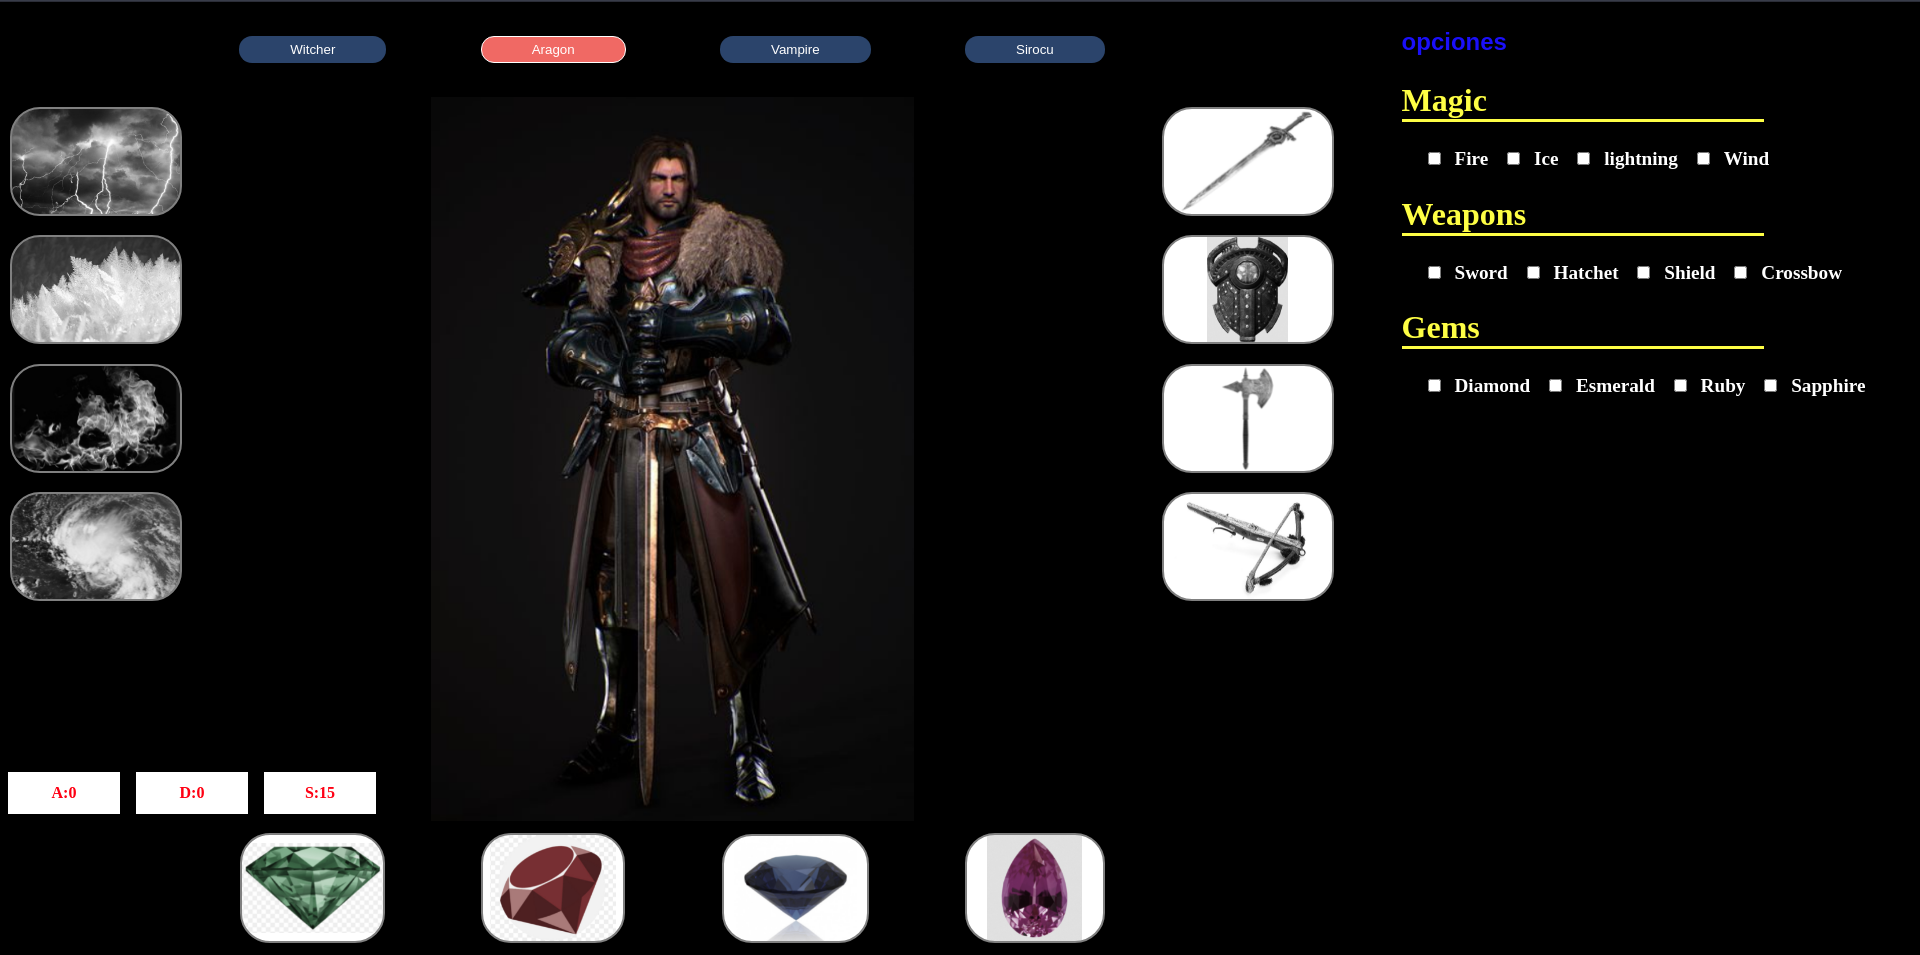 Witcher
Aragon
Vampire
Sirocu
opciones
Magic
Fire Ice lightning Wind
Weapons
Sword Hatchet Shield Crossbow
Gems
Diamond Esmerald Ruby Sapphire
A:0
D:0
S:15